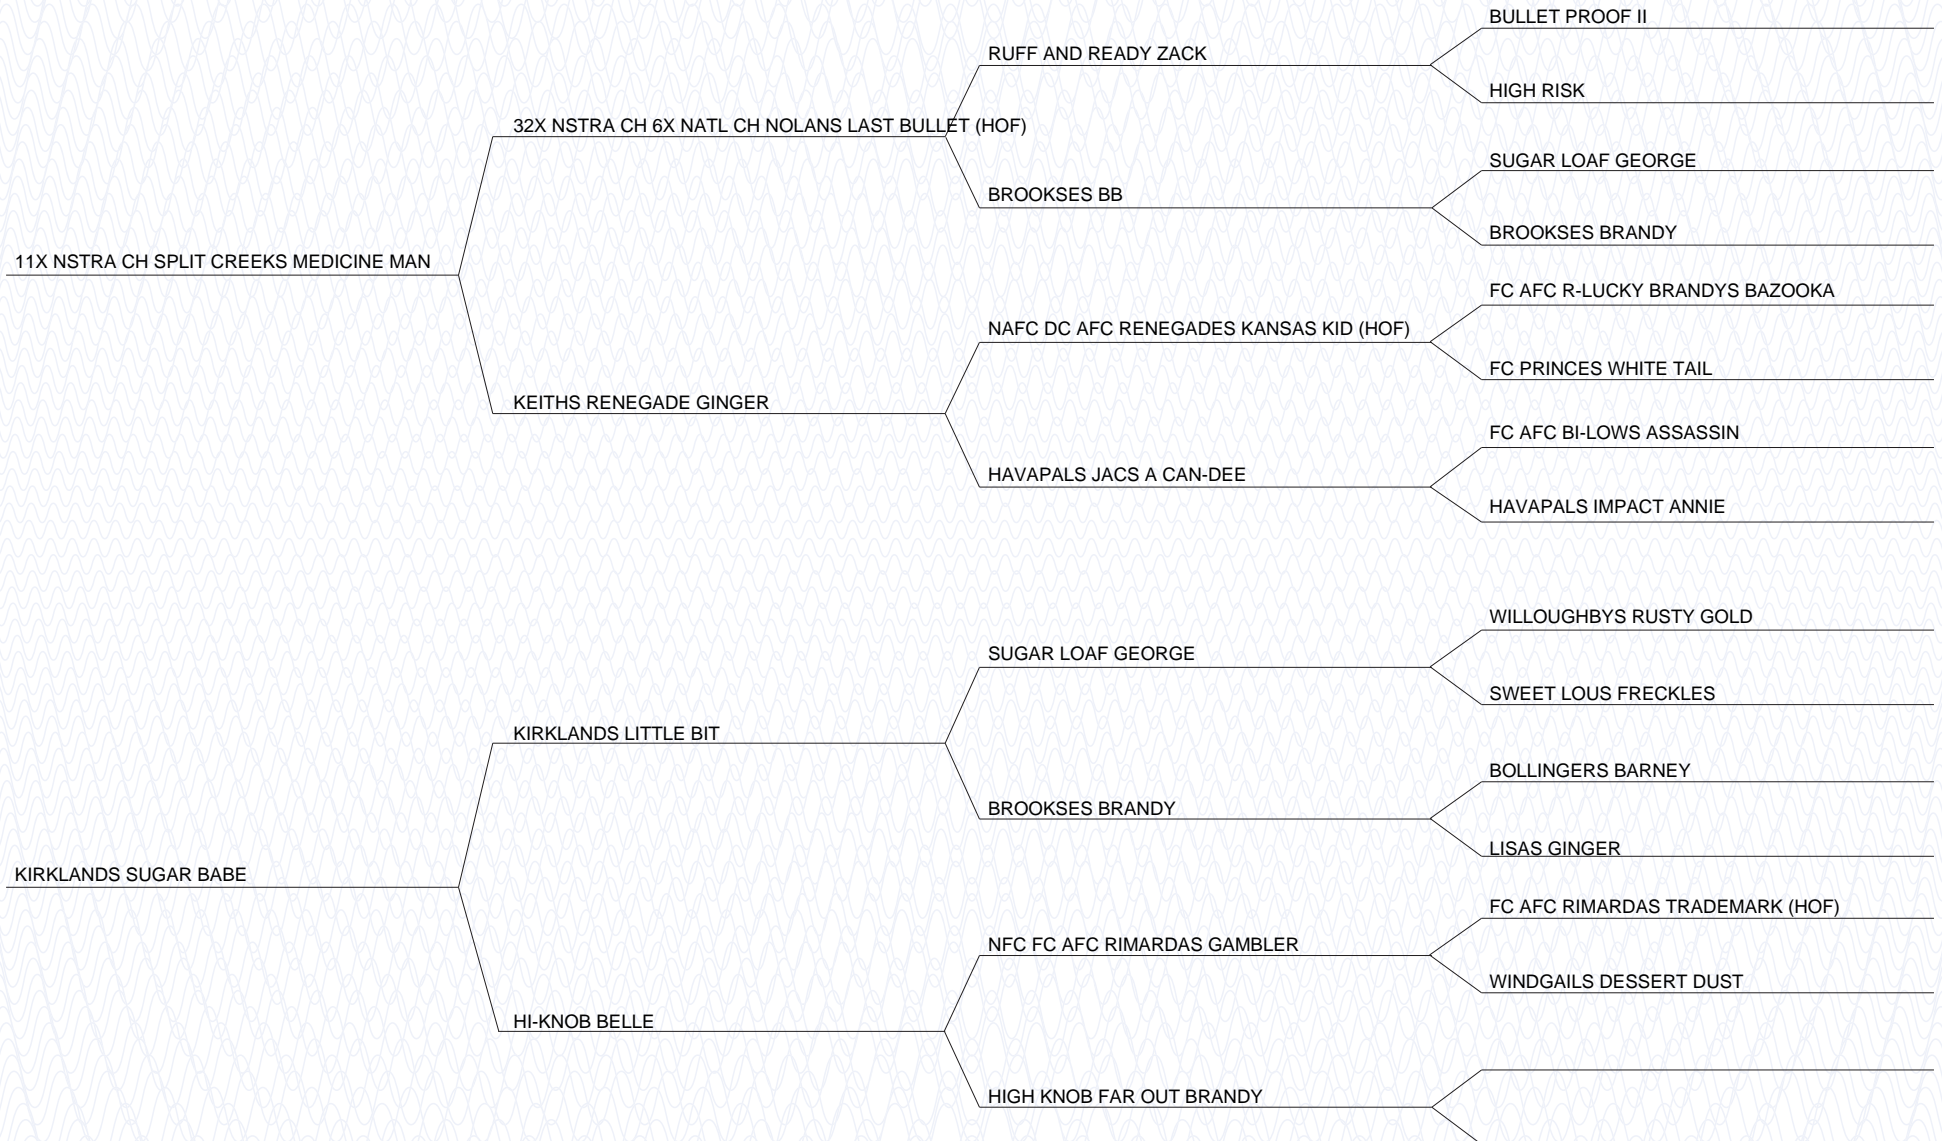 BULLET PROOF II
RUFF AND READY ZACK
HIGH RISK
32X NSTRA CH 6X NATL CH NOLANS LAST BULLET (HOF)
SUGAR LOAF GEORGE
BROOKSES BB
BROOKSES BRANDY
11X NSTRA CH SPLIT CREEKS MEDICINE MAN
FC AFC R-LUCKY BRANDYS BAZOOKA
NAFC DC AFC RENEGADES KANSAS KID (HOF)
FC PRINCES WHITE TAIL
KEITHS RENEGADE GINGER
FC AFC BI-LOWS ASSASSIN
HAVAPALS JACS A CAN-DEE
HAVAPALS IMPACT ANNIE
WILLOUGHBYS RUSTY GOLD
SUGAR LOAF GEORGE
SWEET LOUS FRECKLES
KIRKLANDS LITTLE BIT
BOLLINGERS BARNEY
BROOKSES BRANDY
LISAS GINGER
KIRKLANDS SUGAR BABE
FC AFC RIMARDAS TRADEMARK (HOF)
NFC FC AFC RIMARDAS GAMBLER
WINDGAILS DESSERT DUST
HI-KNOB BELLE
HIGH KNOB FAR OUT BRANDY